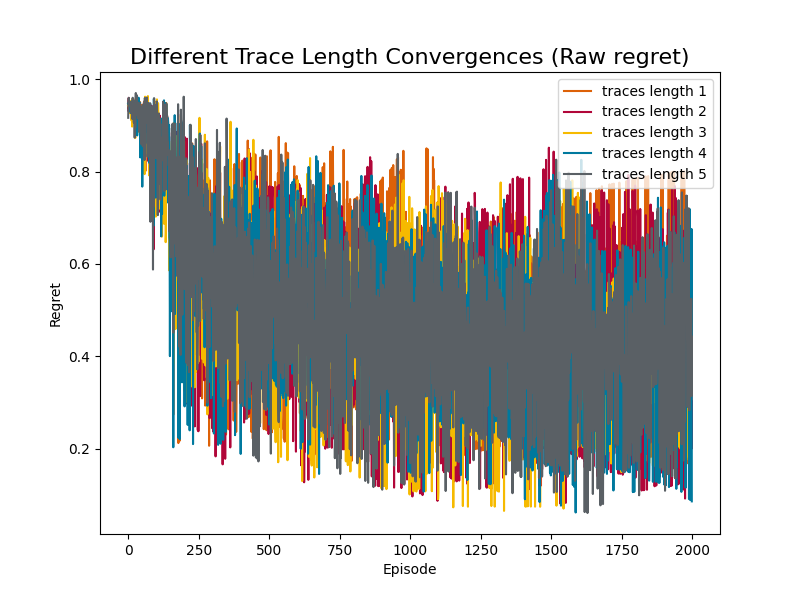 Different Trace Length Convergences (Raw regret)
1.0
0.8
0.6
0.4
0.2
Regret
traces length 1
traces length 2
traces length 3
traces length 4
traces length 5
0 250 500 750 1000 1250 1500 1750 2000
Episode